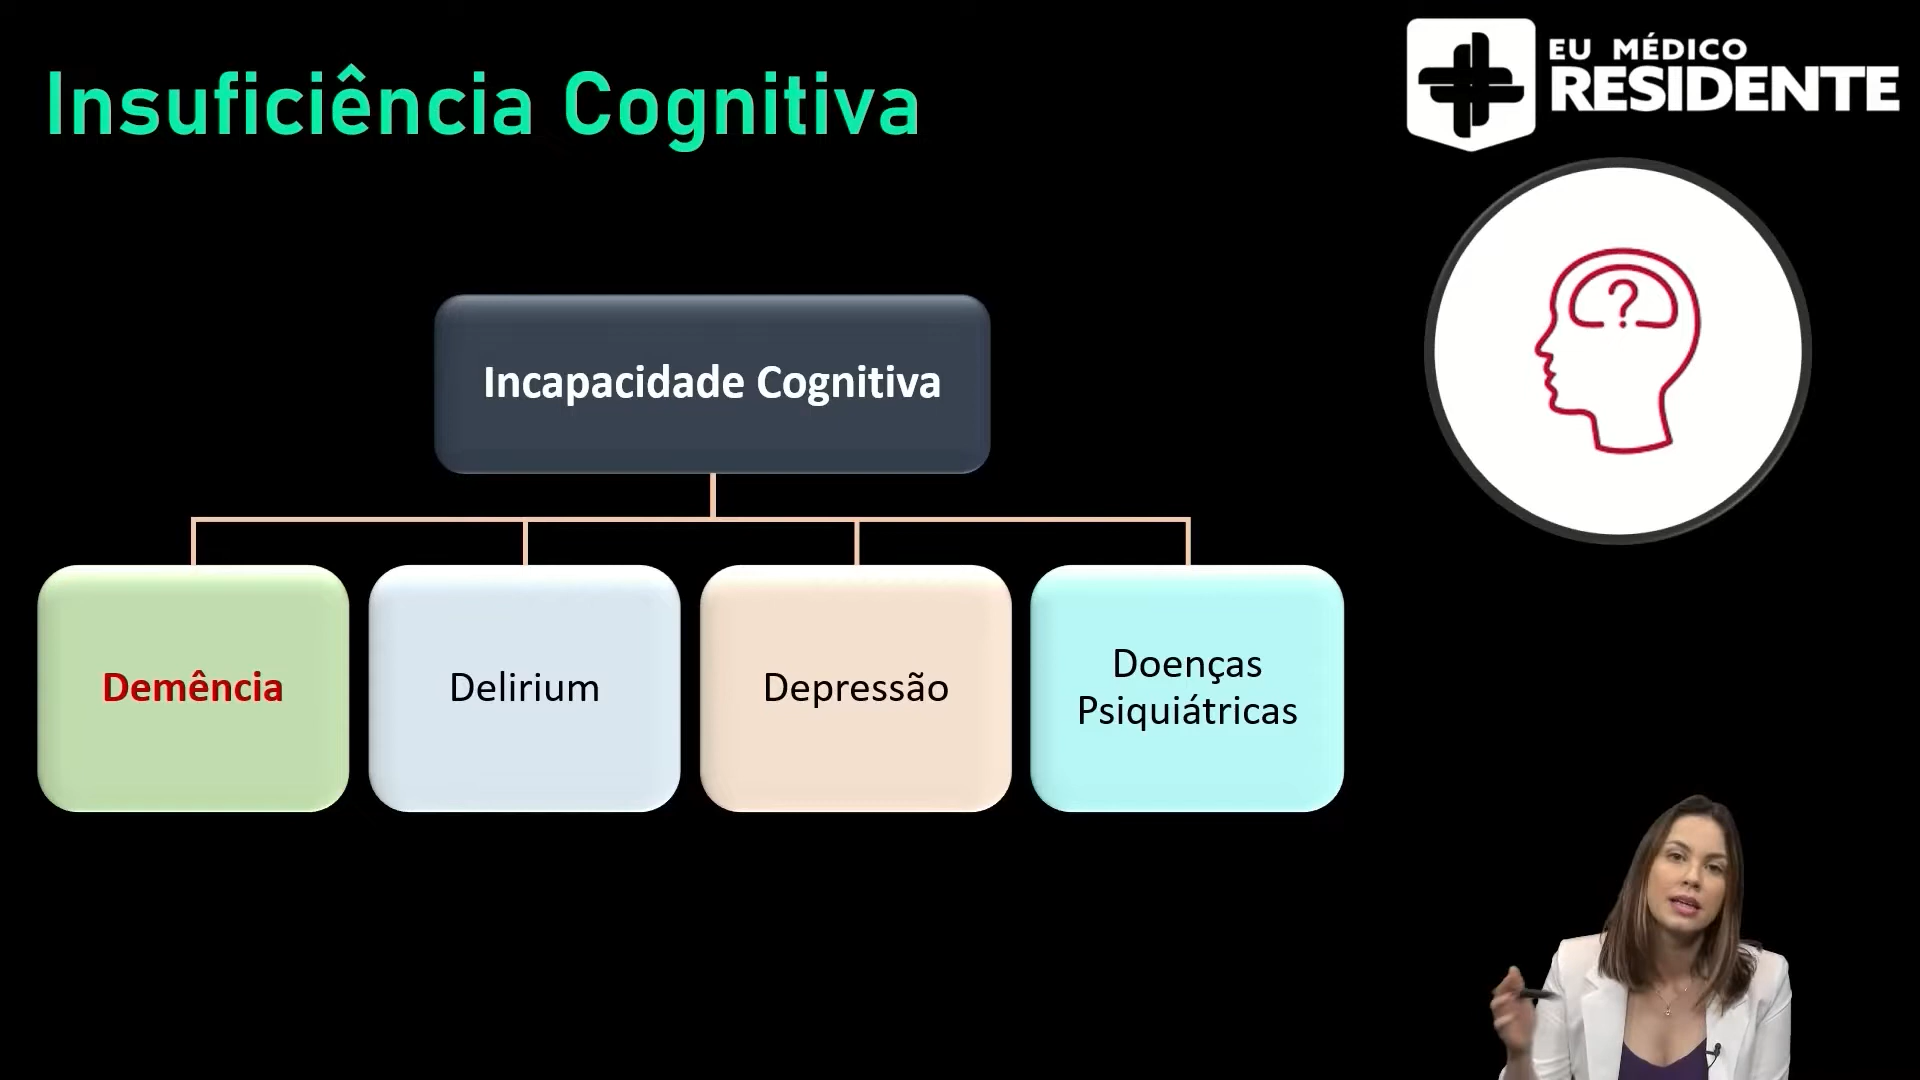 Insuficiência Cognitiva
EU MÉDICO
RESIDENTE
?
Incapacidade Cognitiva
Demência
Delirium
Depressão
Doenças
Psiquiátricas